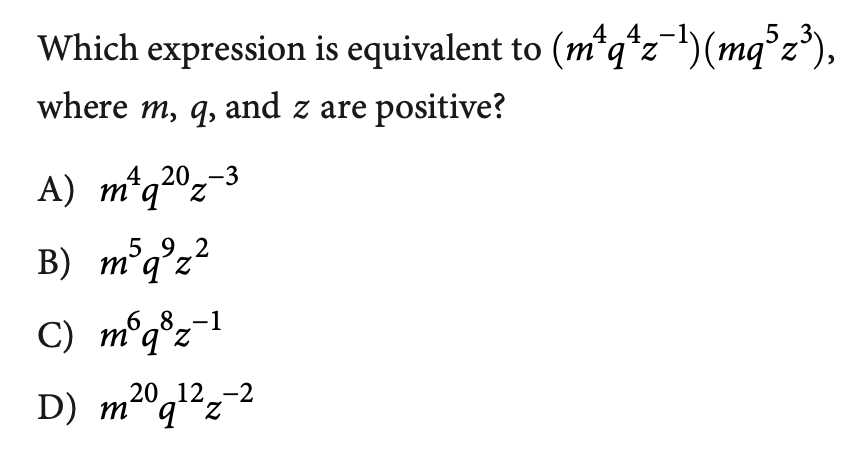 Which expression is equivalent to (m⁴q⁴z⁻¹)(mq⁵z³),
where m, q, and z are positive?
A) m⁴q²⁰z⁻³
B) m⁵q⁹z²
C) m⁶q⁸z⁻¹
D) m²⁰q¹²z⁻²